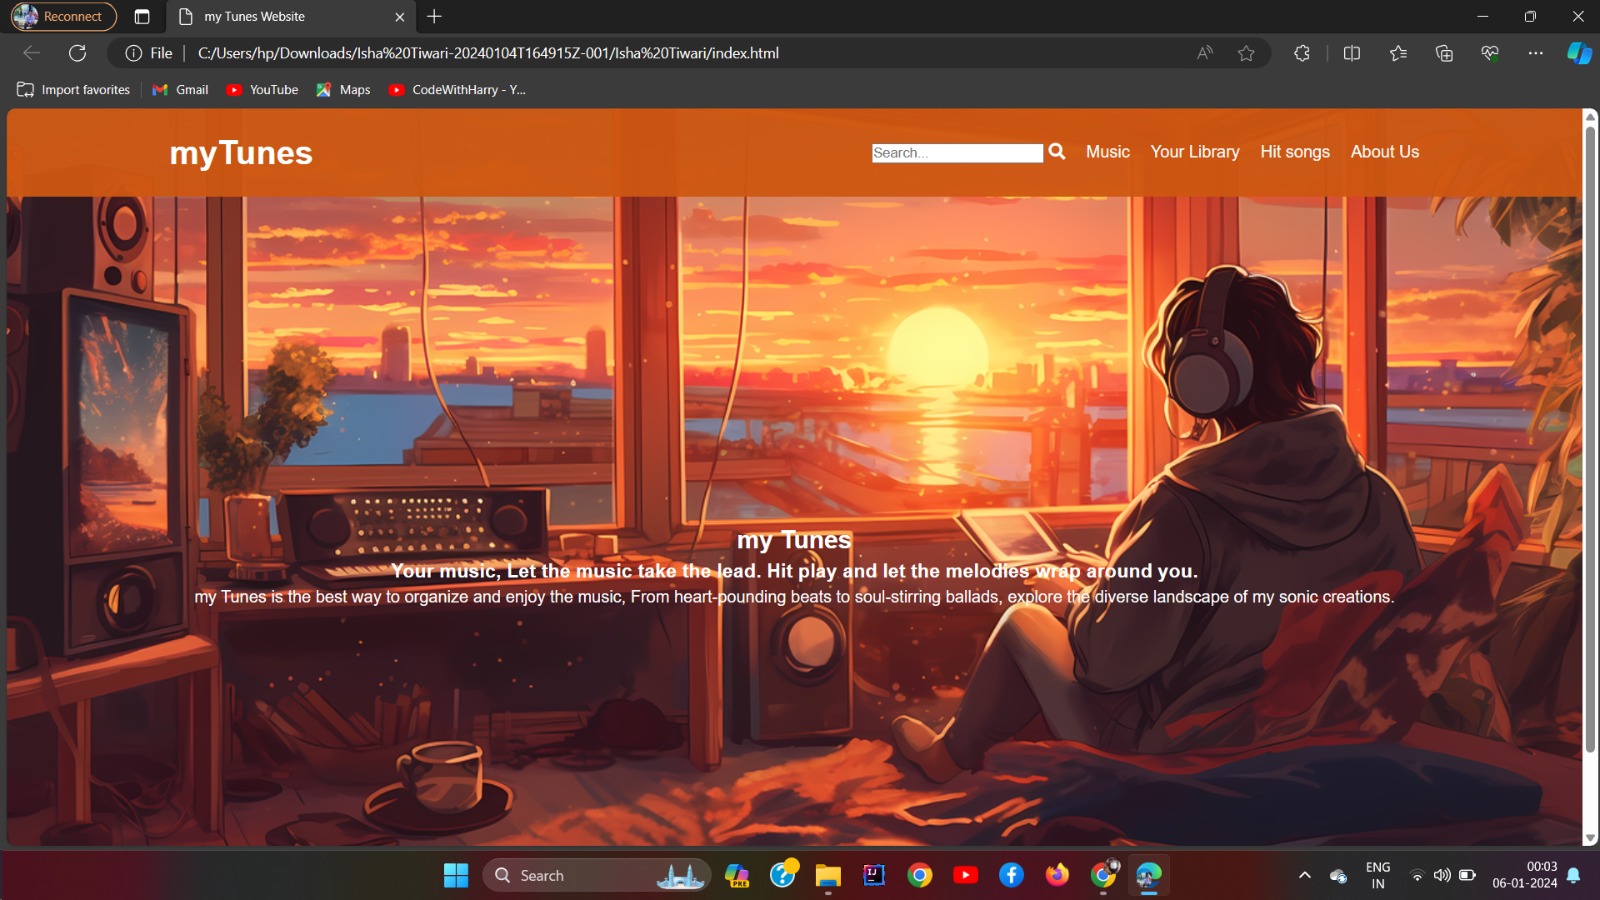 Reconnect
my Tunes Website
File
C:/Users/hp/Downloads/Isha%20Tiwari-20240104T164915Z-001/Isha%20Tiwari/index.html
Import favorites
Gmail
YouTube
Maps
CodeWithHarry - Y...
myTunes
Search...
Music
Your Library
Hit songs
About Us
my Tunes
Your music, Let the music take the lead. Hit play and let the melodies wrap around you.
my Tunes is the best way to organize and enjoy the music, From heart-pounding beats to soul-stirring ballads, explore the diverse landscape of my sonic creations.
Search
PRE
IJ
ENG
IN
00:03
06-01-2024